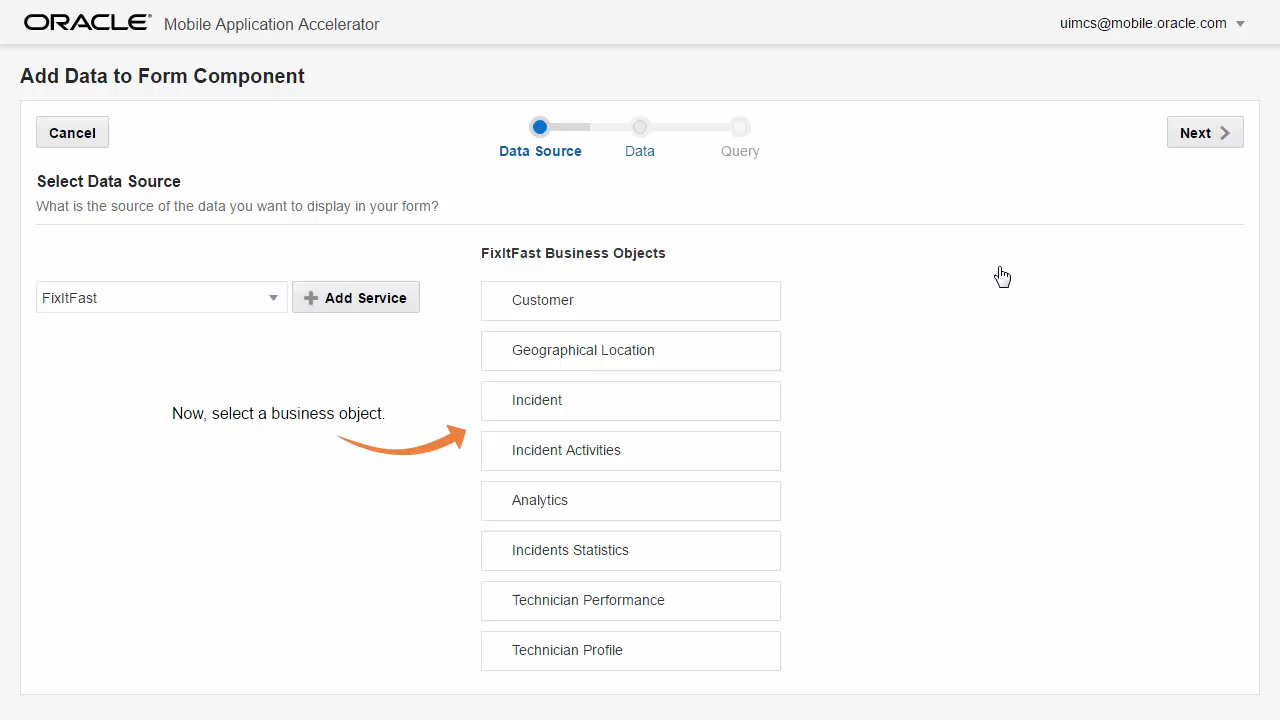 ORACLE® Mobile Application Accelerator
uimcs@mobile.oracle.com
Add Data to Form Component
Cancel
Data Source
Data
Query
Next
Select Data Source
What is the source of the data you want to display in your form?
FixItFast Business Objects
FixItFast
Add Service
Customer
Geographical Location
Incident
Now, select a business object.
Incident Activities
Analytics
Incidents Statistics
Technician Performance
Technician Profile